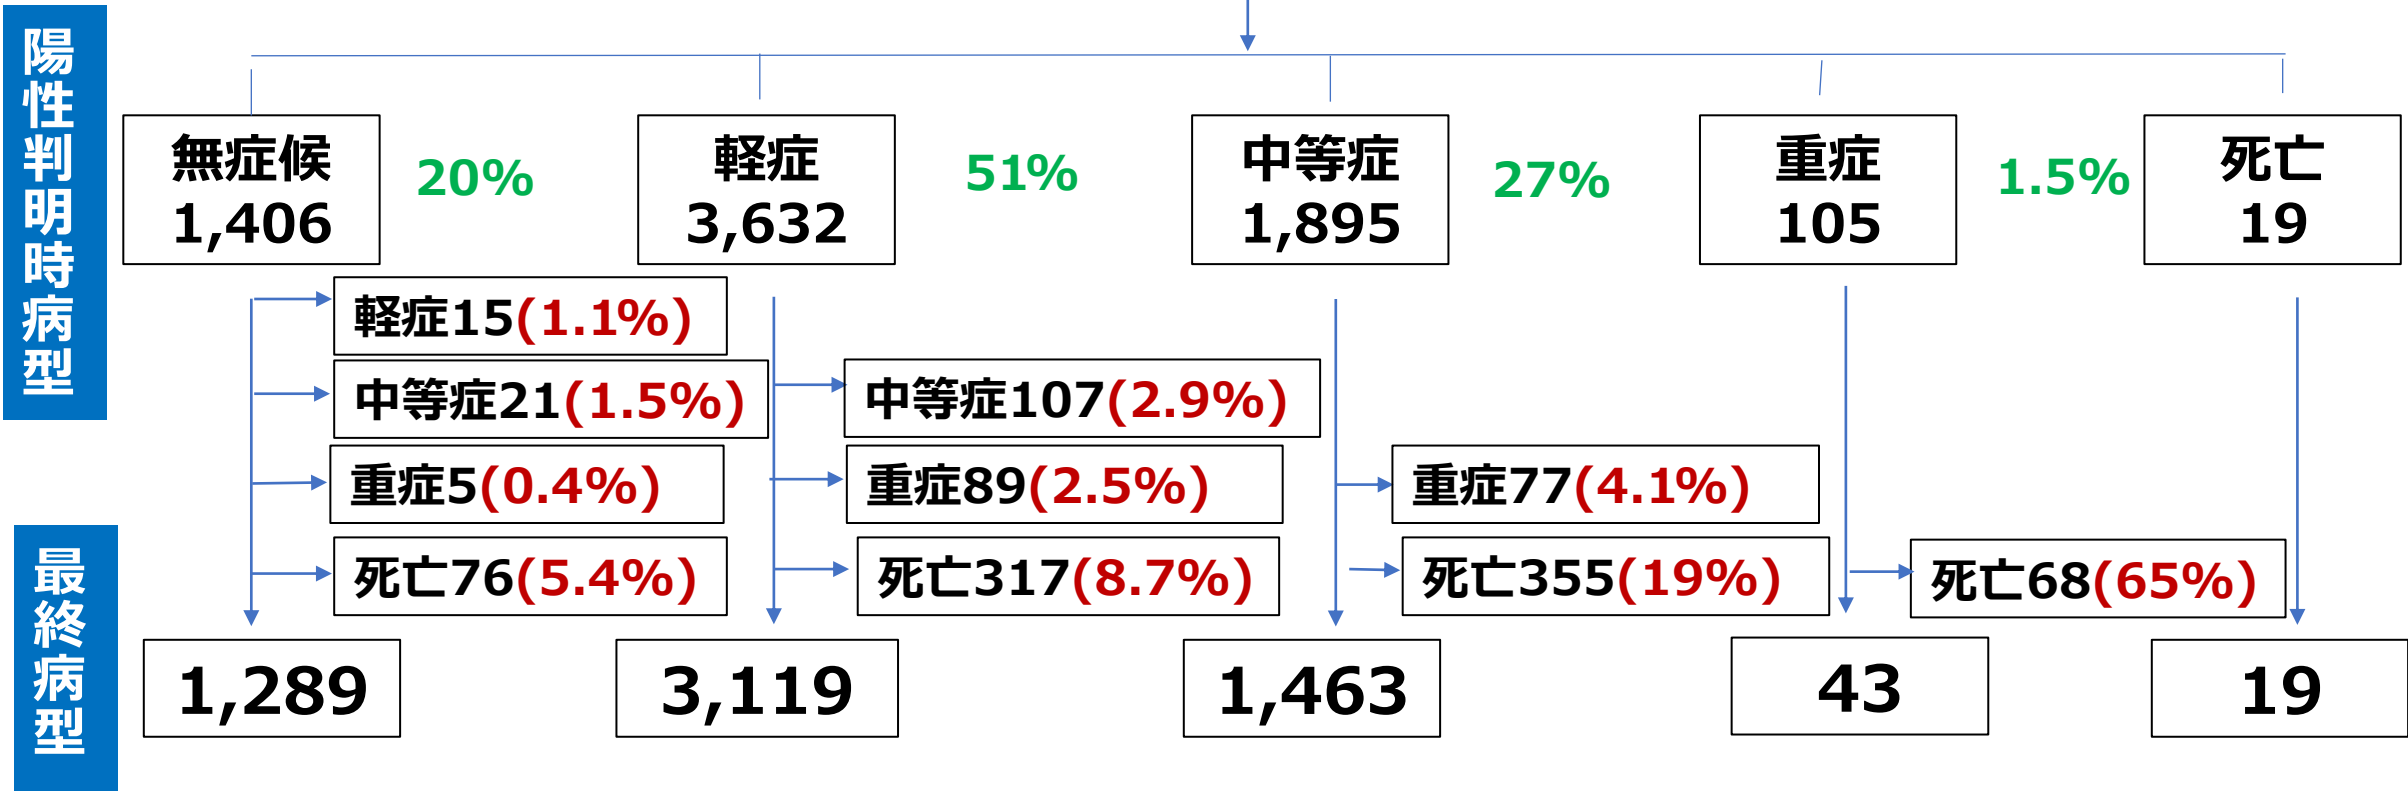 陽性判明時病型
無症候
1,406
20%
軽症
3,632
51%
中等症
1,895
27%
重症
105
1.5%
死亡
19
軽症15(1.1%)
中等症21(1.5%)
中等症107(2.9%)
重症5(0.4%)
重症89(2.5%)
重症77(4.1%)
死亡76(5.4%)
死亡317(8.7%)
死亡355(19%)
死亡68(65%)
最終病型
1,289
3,119
1,463
43
19